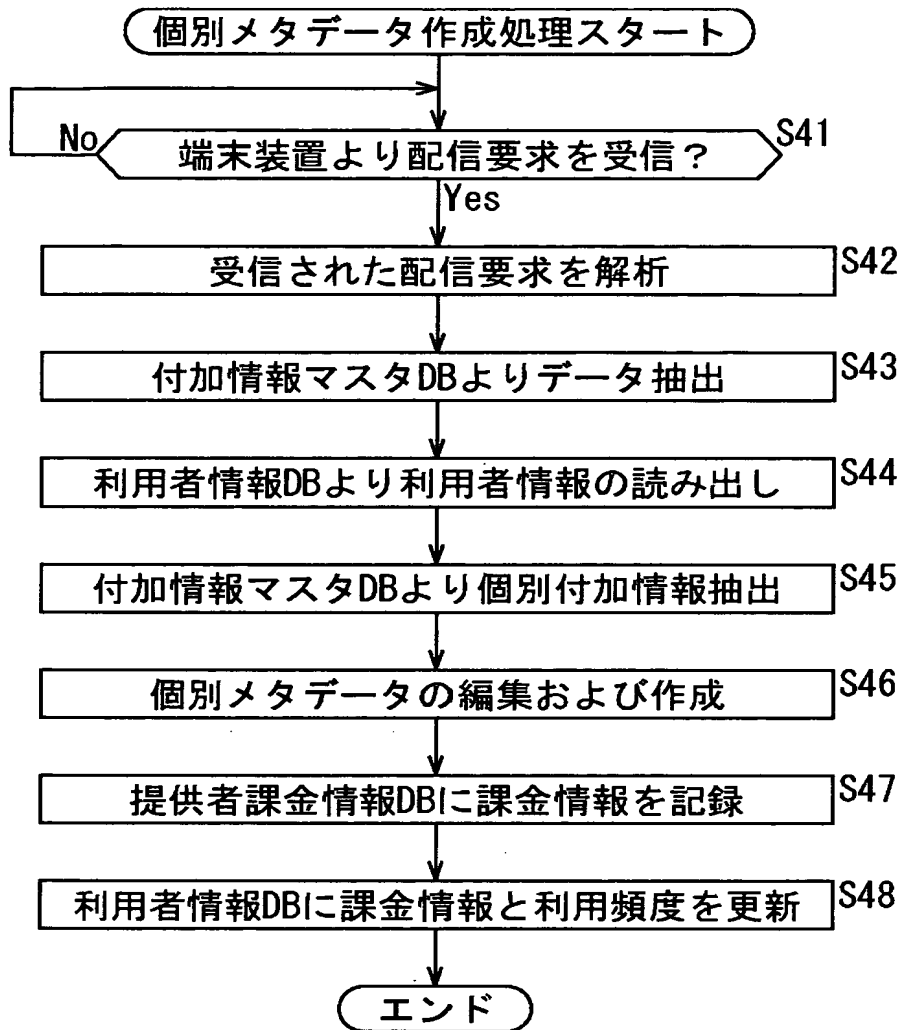 個別メタデータ作成処理スタート
No
端末装置より配信要求を受信？
S41
Yes
受信された配信要求を解析
S42
付加情報マスタDBよりデータ抽出
S43
利用者情報DBより利用者情報の読み出し
S44
付加情報マスタDBより個別付加情報抽出
S45
個別メタデータの編集および作成
S46
提供者課金情報DBに課金情報を記録
S47
利用者情報DBに課金情報と利用頻度を更新
S48
エンド